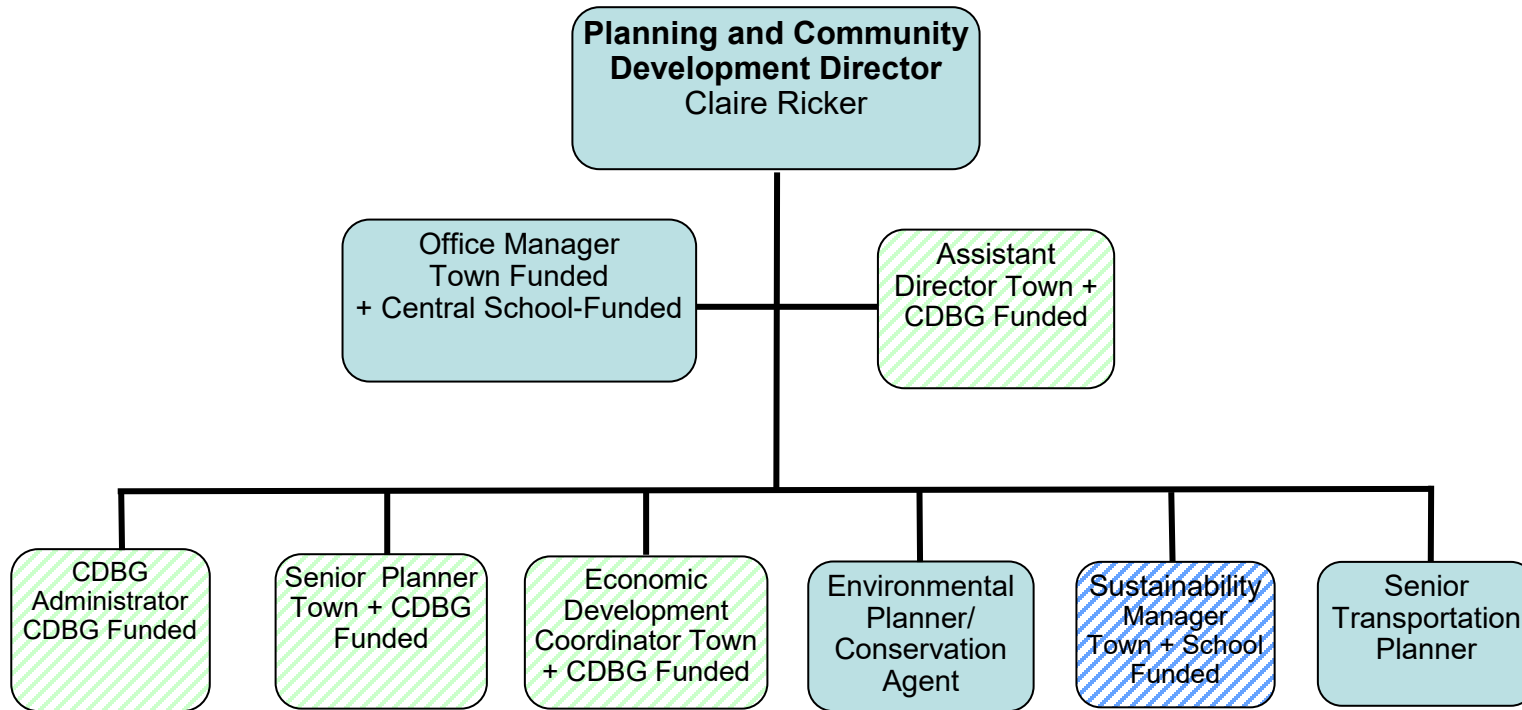 Planning and Community
Development Director
Claire Ricker
Office Manager
Town Funded
+ Central School-Funded
Assistant
Director Town +
CDBG Funded
CDBG
Administrator
CDBG Funded
Senior Planner
Town + CDBG
Funded
Economic
Development
Coordinator Town
+ CDBG Funded
Environmental
Planner/
Conservation
Agent
Sustainability
Manager
Town + School
Funded
Senior
Transportation
Planner